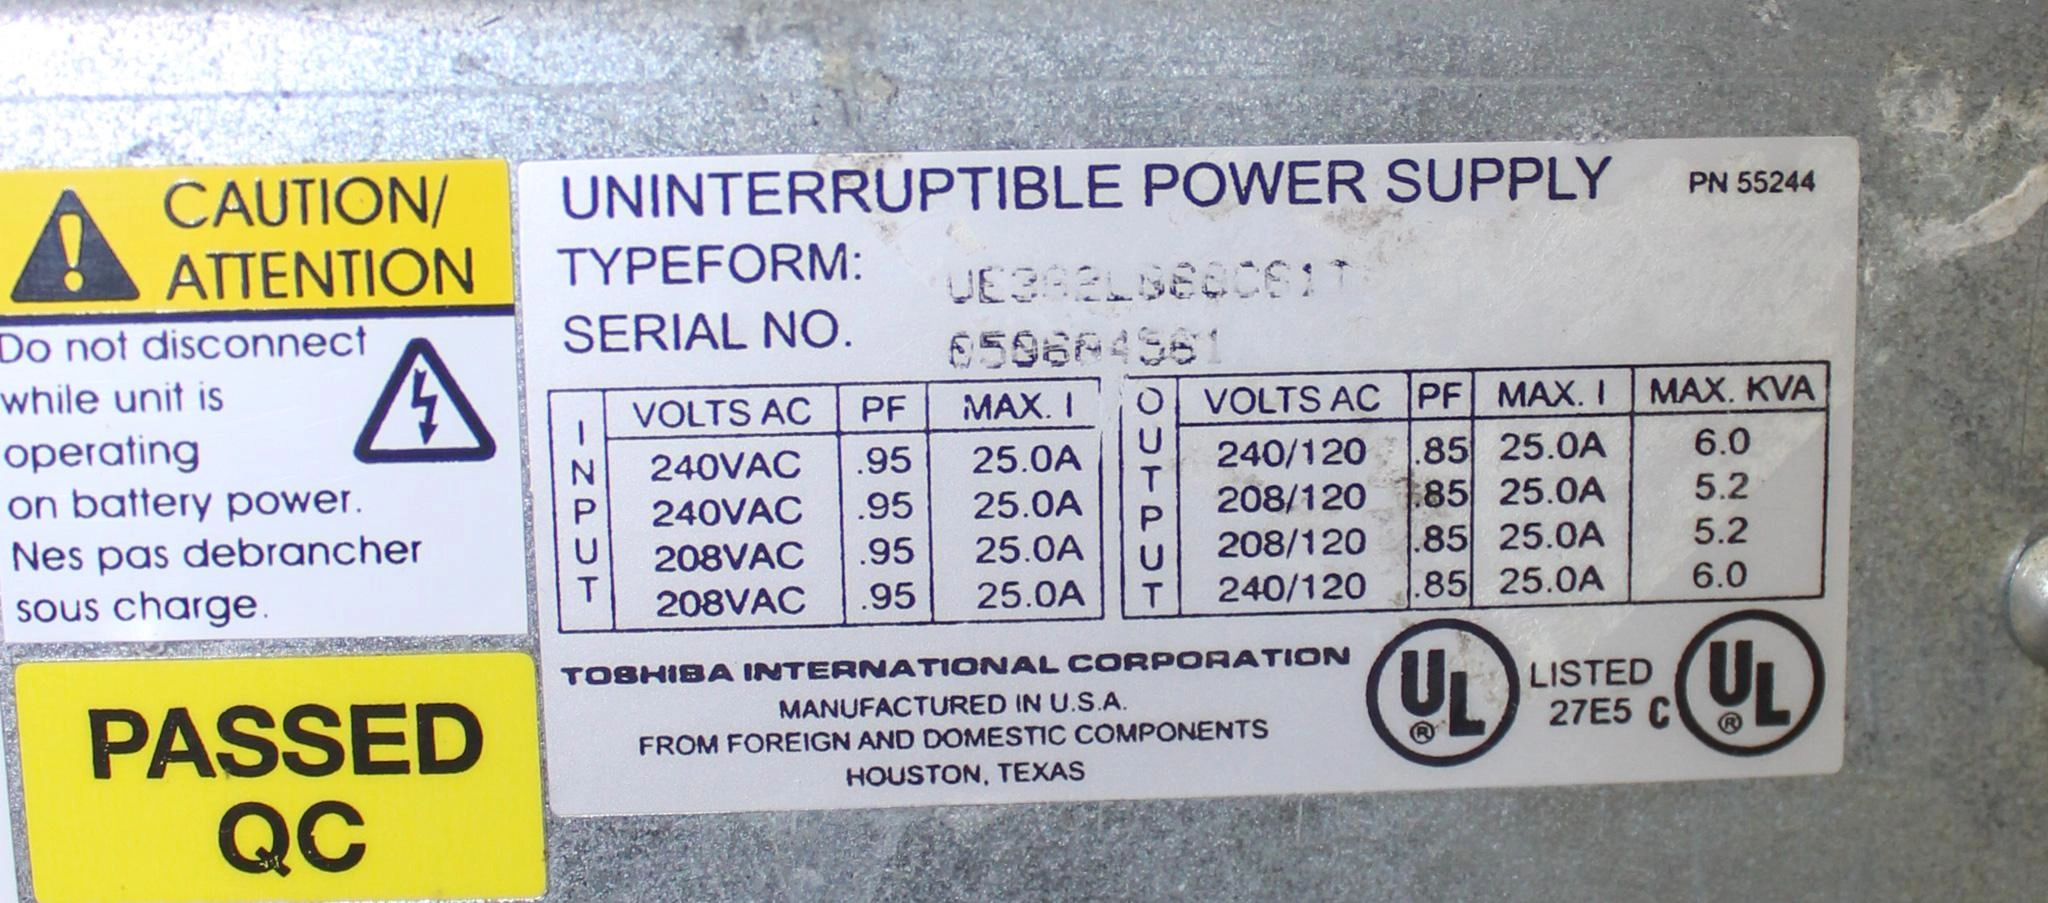 CAUTION/
ATTENTION
Do not disconnect
while unit is
operating
on battery power.
Nes pas debrancher
sous charge.
PASSED
QC
UNINTERRUPTIBLE POWER SUPPLY PN 55244
TYPEFORM:
SERIAL NO.
INPUT VOLTS AC PF MAX. I OUTPUT VOLTS AC PF MAX. I MAX. KVA
240VAC .95 25.0A 240/120 .85 25.0A 6.0
240VAC .95 25.0A 208/120 .85 25.0A 5.2
208VAC .95 25.0A 208/120 .85 25.0A 5.2
208VAC .95 25.0A 240/120 .85 25.0A 6.0
TOSHIBA INTERNATIONAL CORPORATION
MANUFACTURED IN U.S.A.
FROM FOREIGN AND DOMESTIC COMPONENTS
HOUSTON, TEXAS
UL ® LISTED
27E5 C UL ®